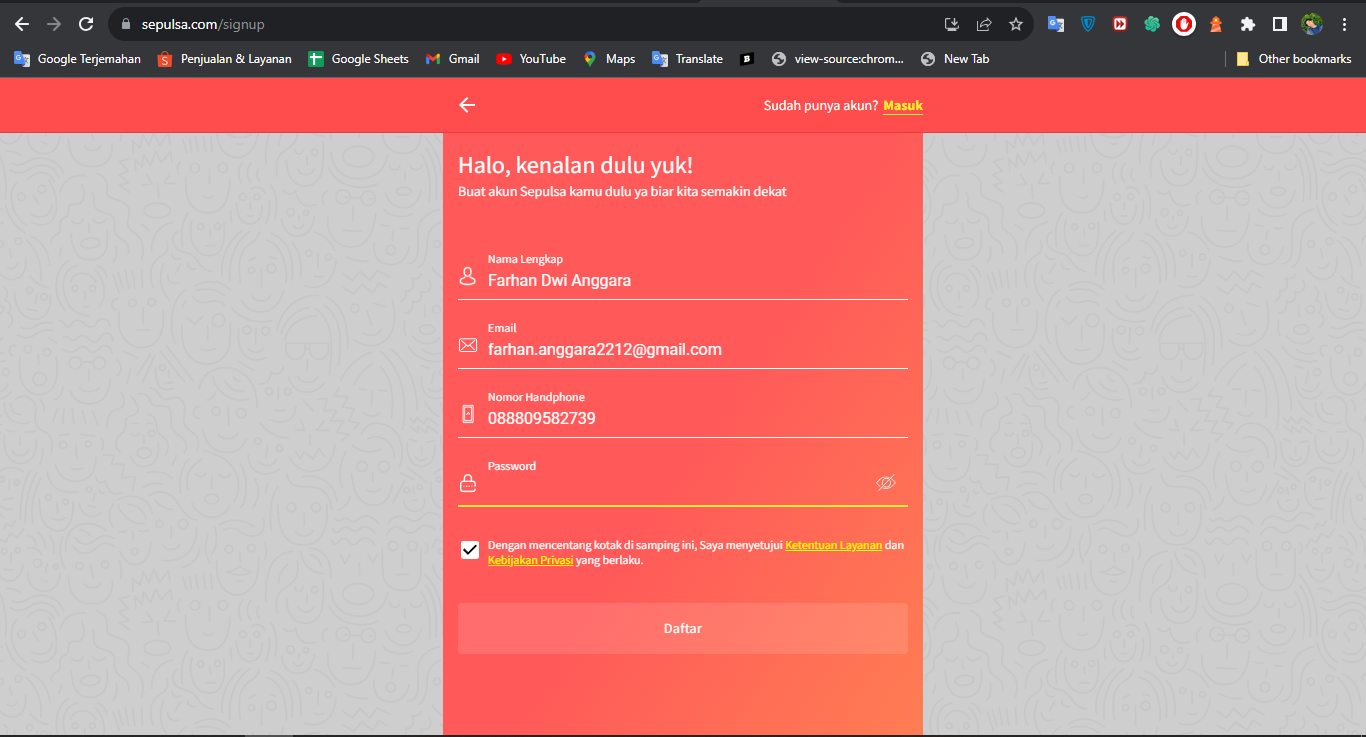 sepulsa.com/signup
Google Terjemahan Penjualan & Layanan Google Sheets Gmail YouTube Maps Translate view-source:chrom... New Tab Other bookmarks
Sudah punya akun? Masuk
Halo, kenalan dulu yuk!
Buat akun Sepulsa kamu dulu ya biar kita semakin dekat
Nama Lengkap
Farhan Dwi Anggara
Email
farhan.anggara2212@gmail.com
Nomor Handphone
088809582739
Password
Dengan mencentang kotak di samping ini, Saya menyetujui Ketentuan Layanan dan
Kebijakan Privasi yang berlaku.
Daftar